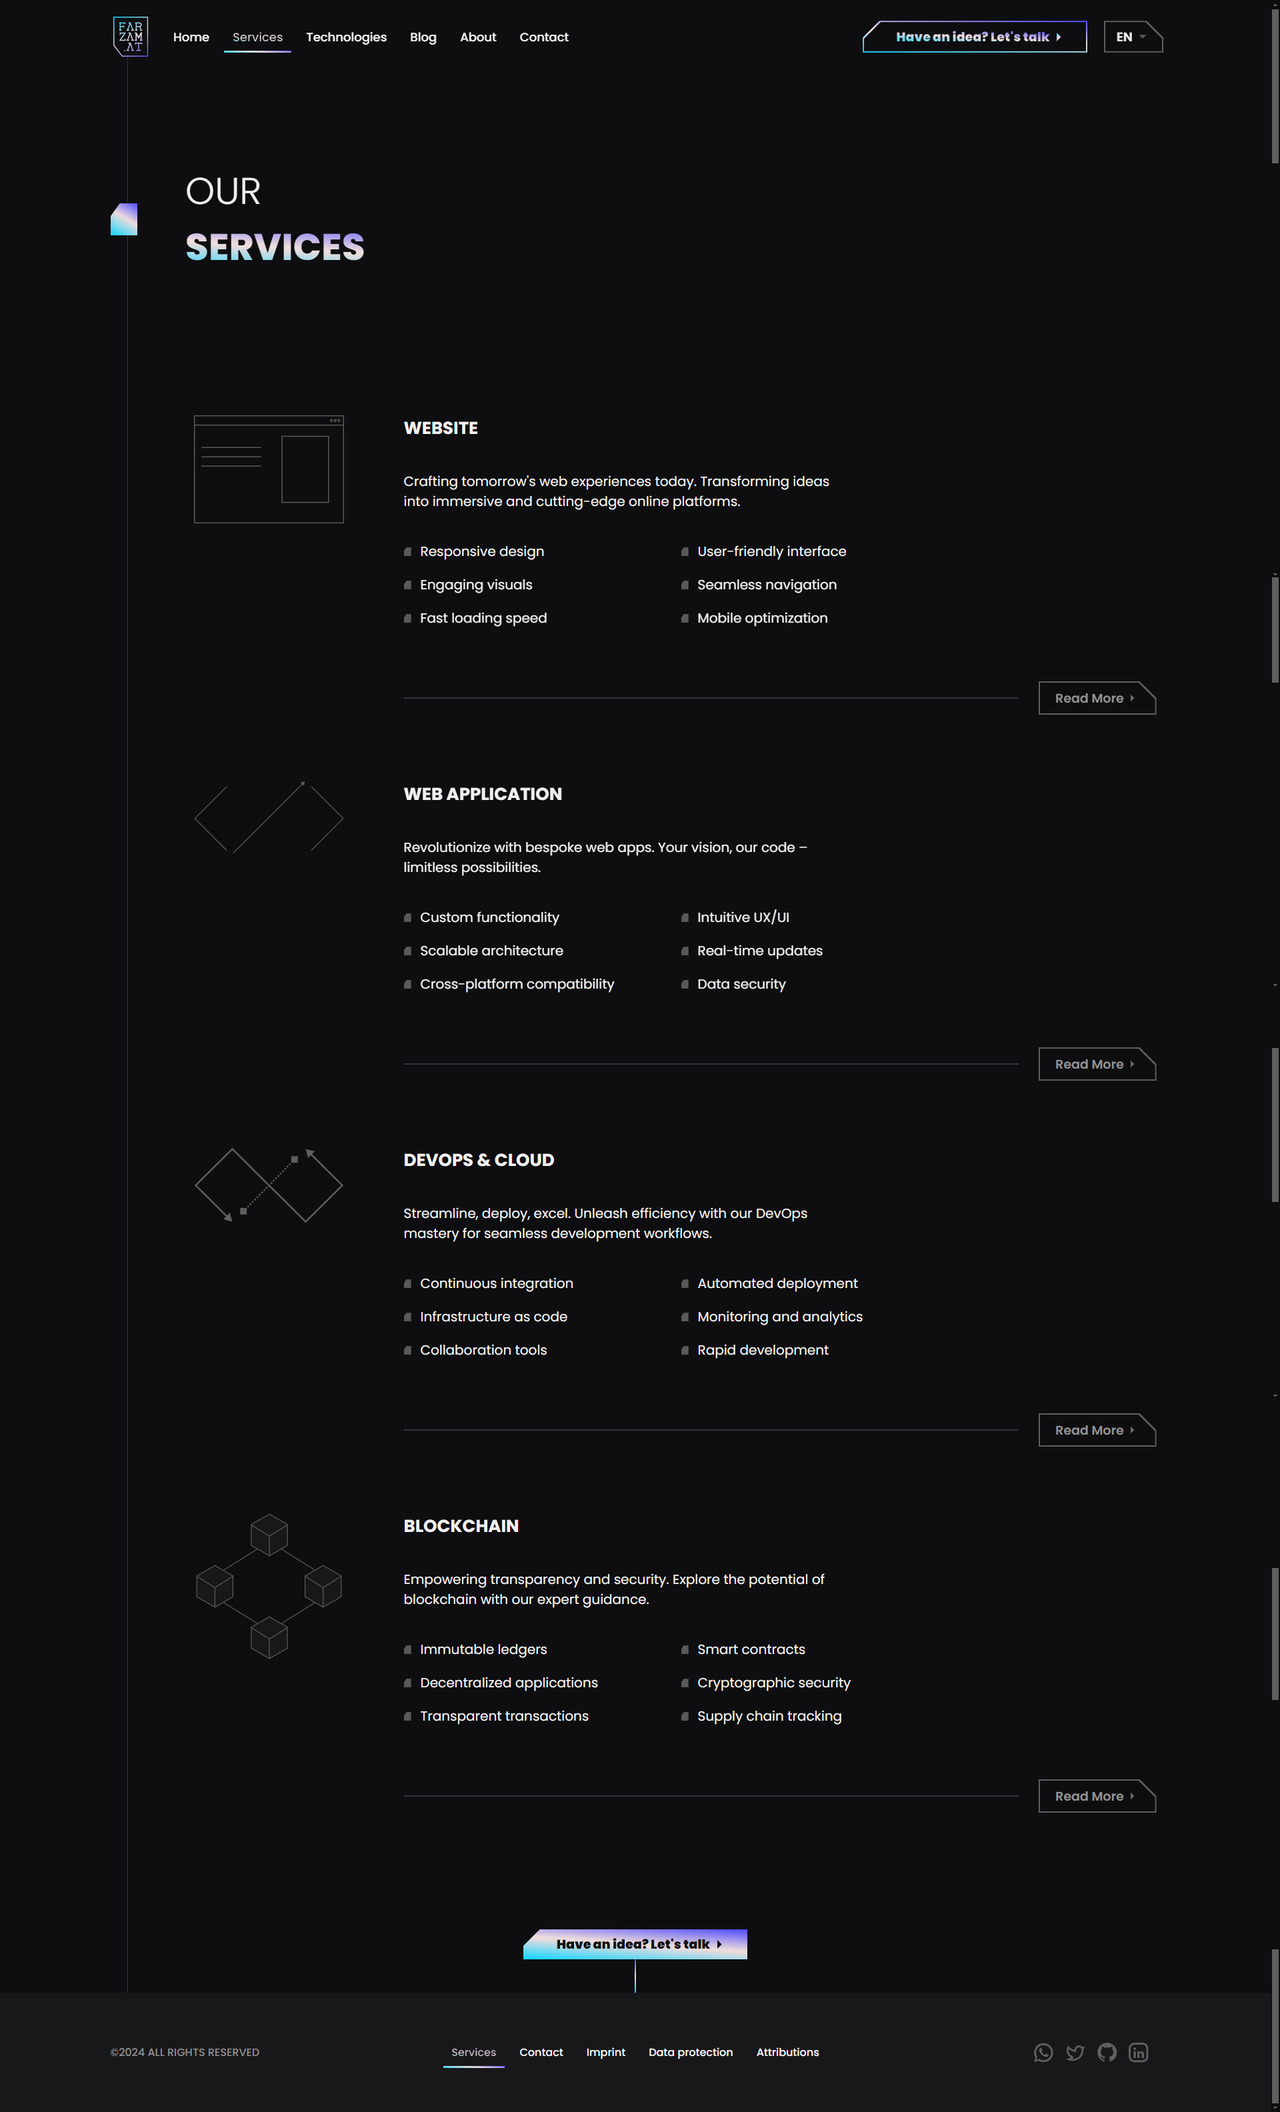 FAR
ZAM
.AT
Home
Services
Technologies
Blog
About
Contact
Have an idea? Let's talk
EN
OUR
SERVICES
WEBSITE
Crafting tomorrow's web experiences today. Transforming ideas
into immersive and cutting-edge online platforms.
Responsive design
User-friendly interface
Engaging visuals
Seamless navigation
Fast loading speed
Mobile optimization
Read More
WEB APPLICATION
Revolutionize with bespoke web apps. Your vision, our code –
limitless possibilities.
Custom functionality
Intuitive UX/UI
Scalable architecture
Real-time updates
Cross-platform compatibility
Data security
Read More
DEVOPS & CLOUD
Streamline, deploy, excel. Unleash efficiency with our DevOps
mastery for seamless development workflows.
Continuous integration
Automated deployment
Infrastructure as code
Monitoring and analytics
Collaboration tools
Rapid development
Read More
BLOCKCHAIN
Empowering transparency and security. Explore the potential of
blockchain with our expert guidance.
Immutable ledgers
Smart contracts
Decentralized applications
Cryptographic security
Transparent transactions
Supply chain tracking
Read More
Have an idea? Let's talk
©2024 ALL RIGHTS RESERVED
Services
Contact
Imprint
Data protection
Attributions
in